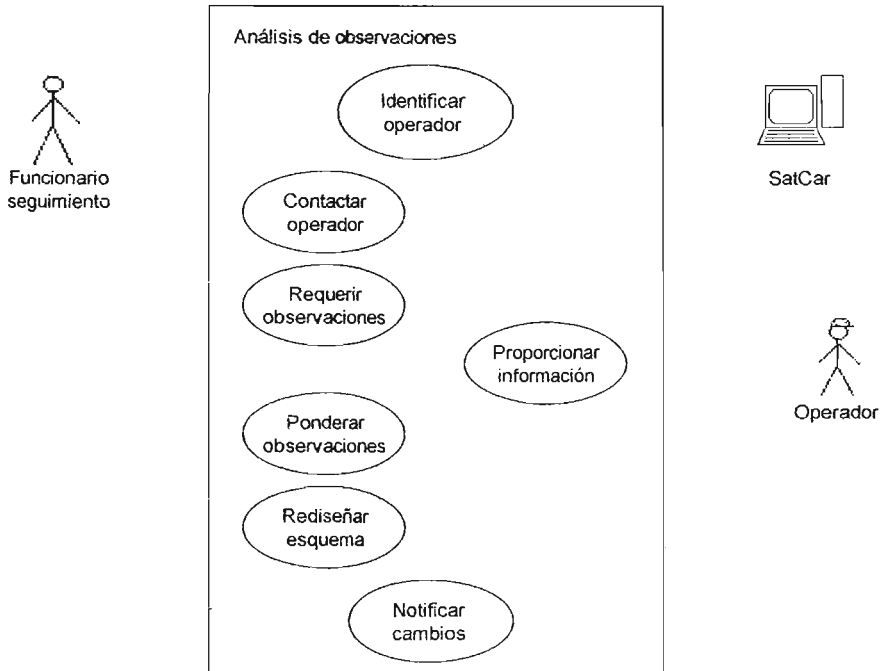 Análisis de observaciones
Identificar
operador
Funcionario
seguimiento
SatCar
Contactar
operador
Requerir
observaciones
Proporcionar
información
Operador
Ponderar
observaciones
Rediseñar
esquema
Notificar
cambios